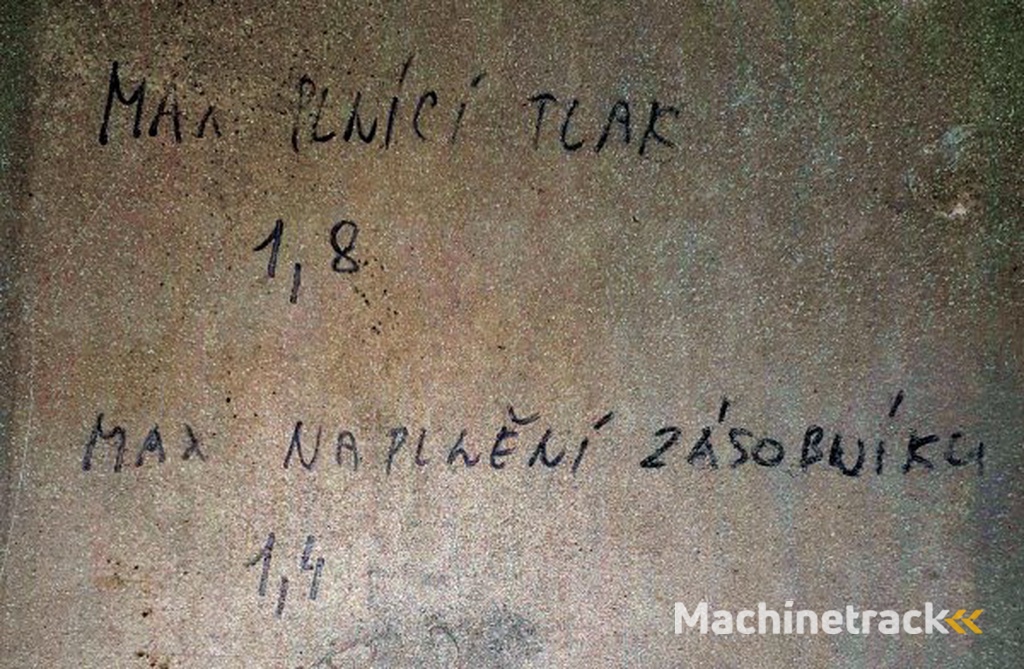 MAX PLNÍCÍ TLAK
1,8
MAX NAPLNĚNÍ ZÁSOBNÍKU
1,4
Machinetrack